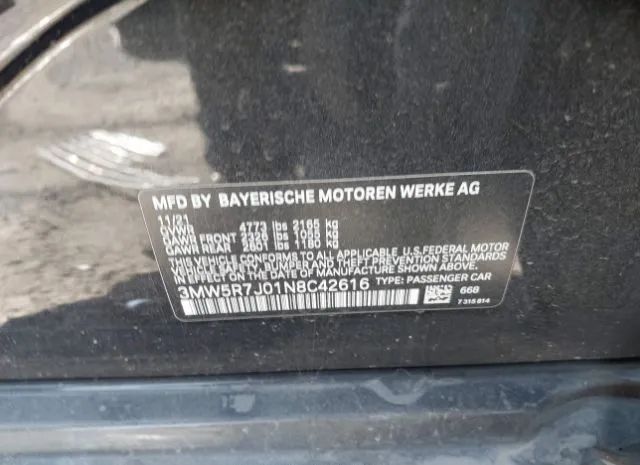 MFD BY BAYERISCHE MOTOREN WERKE AG
11/21
GVWR 4773 lbs 2165 kg
GAWR FRONT 2326 lbs 1055 kg
GAWR REAR 2601 lbs 1180 kg
THIS VEHICLE CONFORMS TO ALL APPLICABLE U.S. FEDERAL MOTOR
VEHICLE SAFETY, BUMPER, AND THEFT PREVENTION STANDARDS
IN EFFECT ON THE DATE OF MANUFACTURE SHOWN ABOVE.
3MW5R7J01N8C42616 TYPE: PASSENGER CAR
668
7 315 814